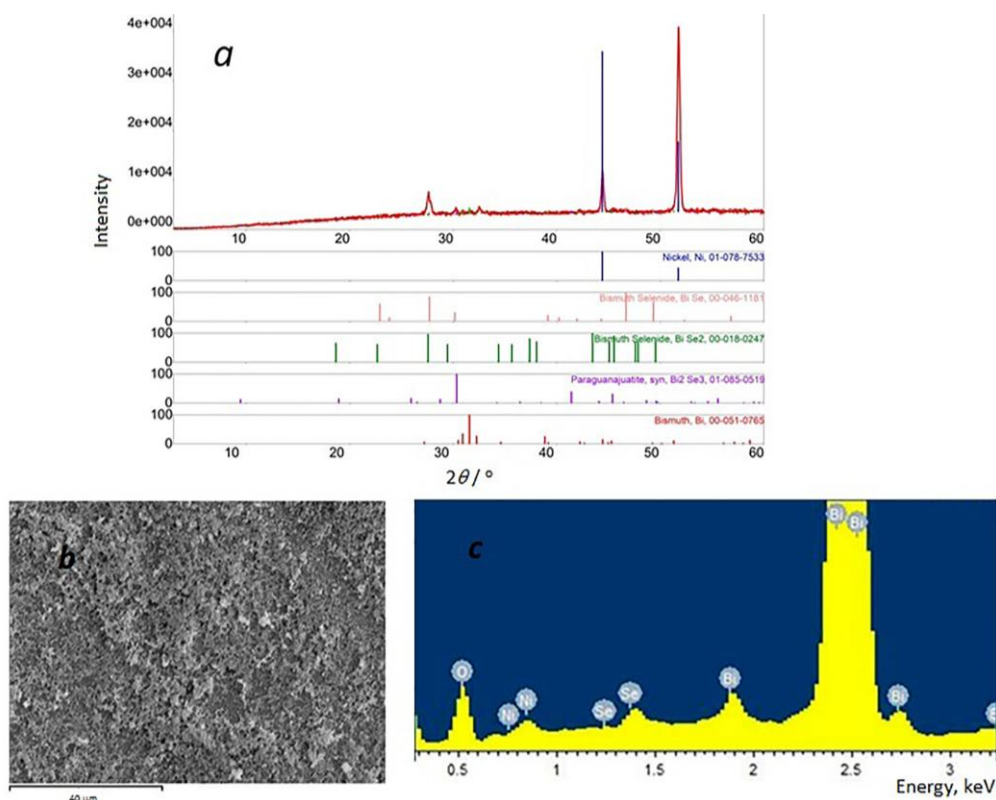 a
4e+004
3e+004
2e+004
1e+004
0e+000
Intensity
10 20 30 40 50 60
100
0
Nickel, Ni, 01-078-7533
100
0
Bismuth Selenide, Bi Se, 00-046-1181
100
0
Bismuth Selenide, Bi Se2, 00-018-0247
100
0
Paraguanajuatite, syn, Bi2 Se3, 01-085-0519
100
0
Bismuth, Bi, 00-051-0765
10 20 30 40 50 60
2θ / °
b
c
O
Ni
Ni
Se
Se
Bi
Bi
Bi
Bi
0.5 1 1.5 2 2.5 3
Energy, keV